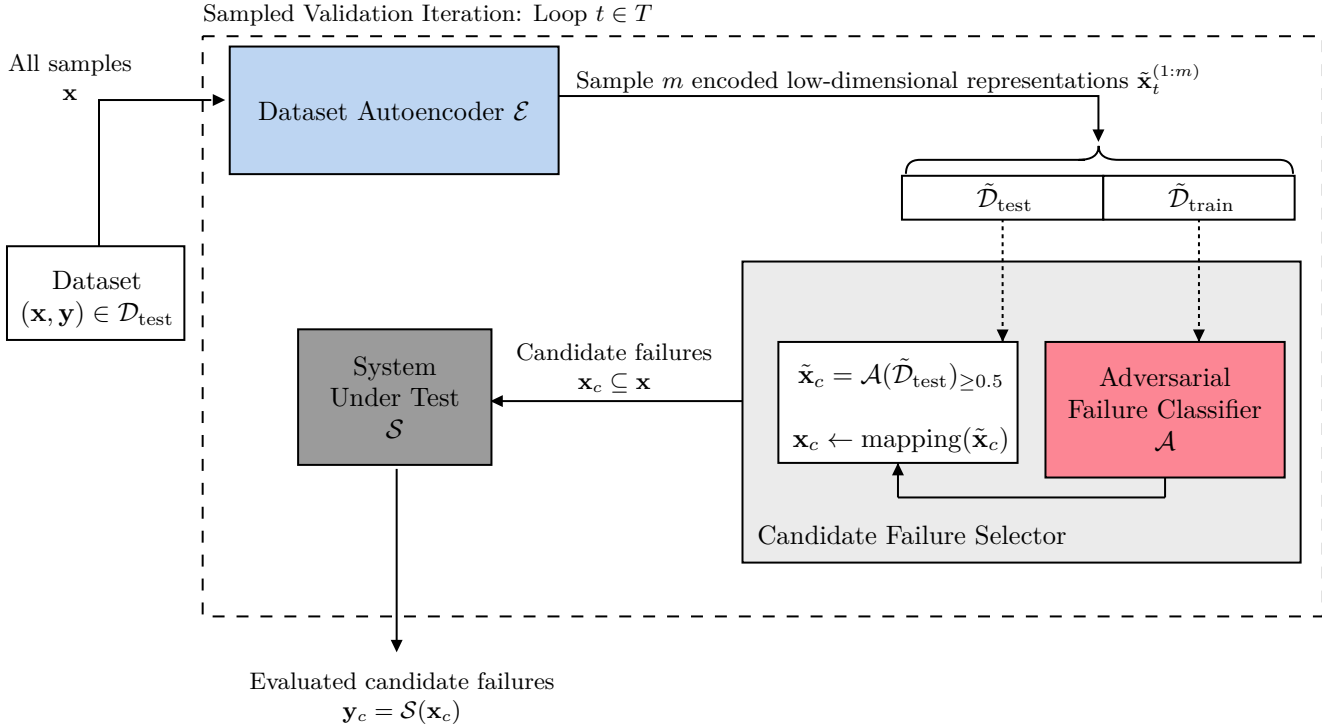 Sampled Validation Iteration: Loop t ∈ T
All samples
x
Dataset Autoencoder ℰ
Sample m encoded low-dimensional representations x̃ₜ⁽¹:ᵐ⁾
𝒟̃_test
𝒟̃_train
Dataset
(x, y) ∈ 𝒟_test
System
Under Test
𝒮
Candidate failures
x_c ⊆ x
x̃_c = 𝒜(𝒟̃_test)_≥0.5
x_c ← mapping(x̃_c)
Adversarial
Failure Classifier
𝒜
Candidate Failure Selector
Evaluated candidate failures
y_c = 𝒮(x_c)